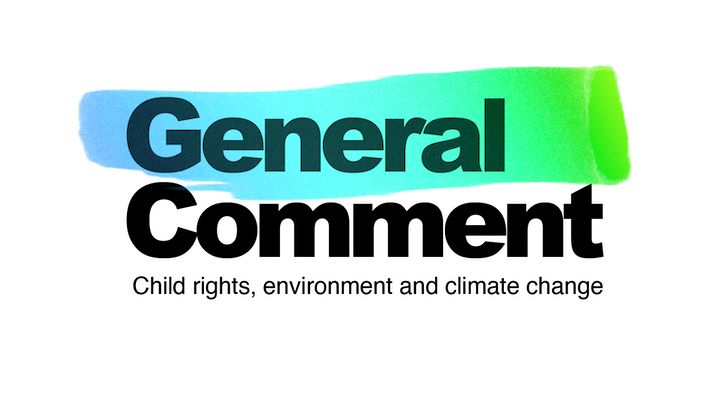 General
Comment
Child rights, environment and climate change